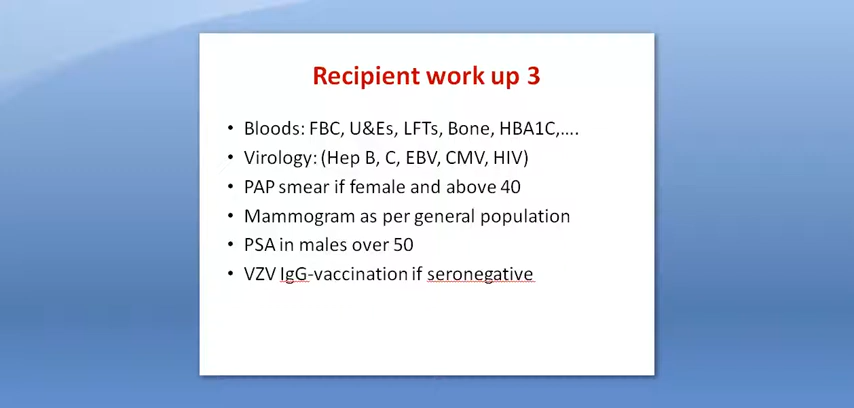 Recipient work up 3
• Bloods: FBC, U&Es, LFTs, Bone, HBA1C,....
• Virology: (Hep B, C, EBV, CMV, HIV)
• PAP smear if female and above 40
• Mammogram as per general population
• PSA in males over 50
• VZV IgG-vaccination if seronegative